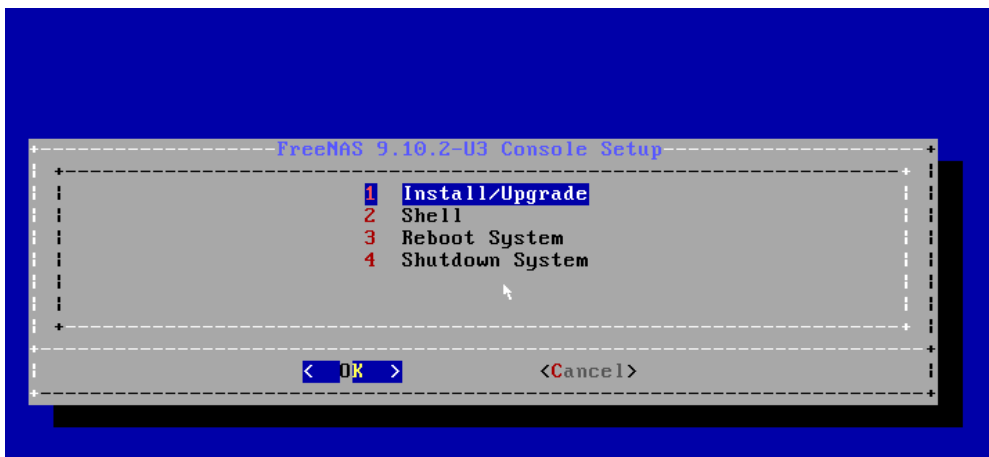 FreeNAS 9.10.2-U3 Console Setup
1 Install/Upgrade
2 Shell
3 Reboot System
4 Shutdown System
< OK > <Cancel>